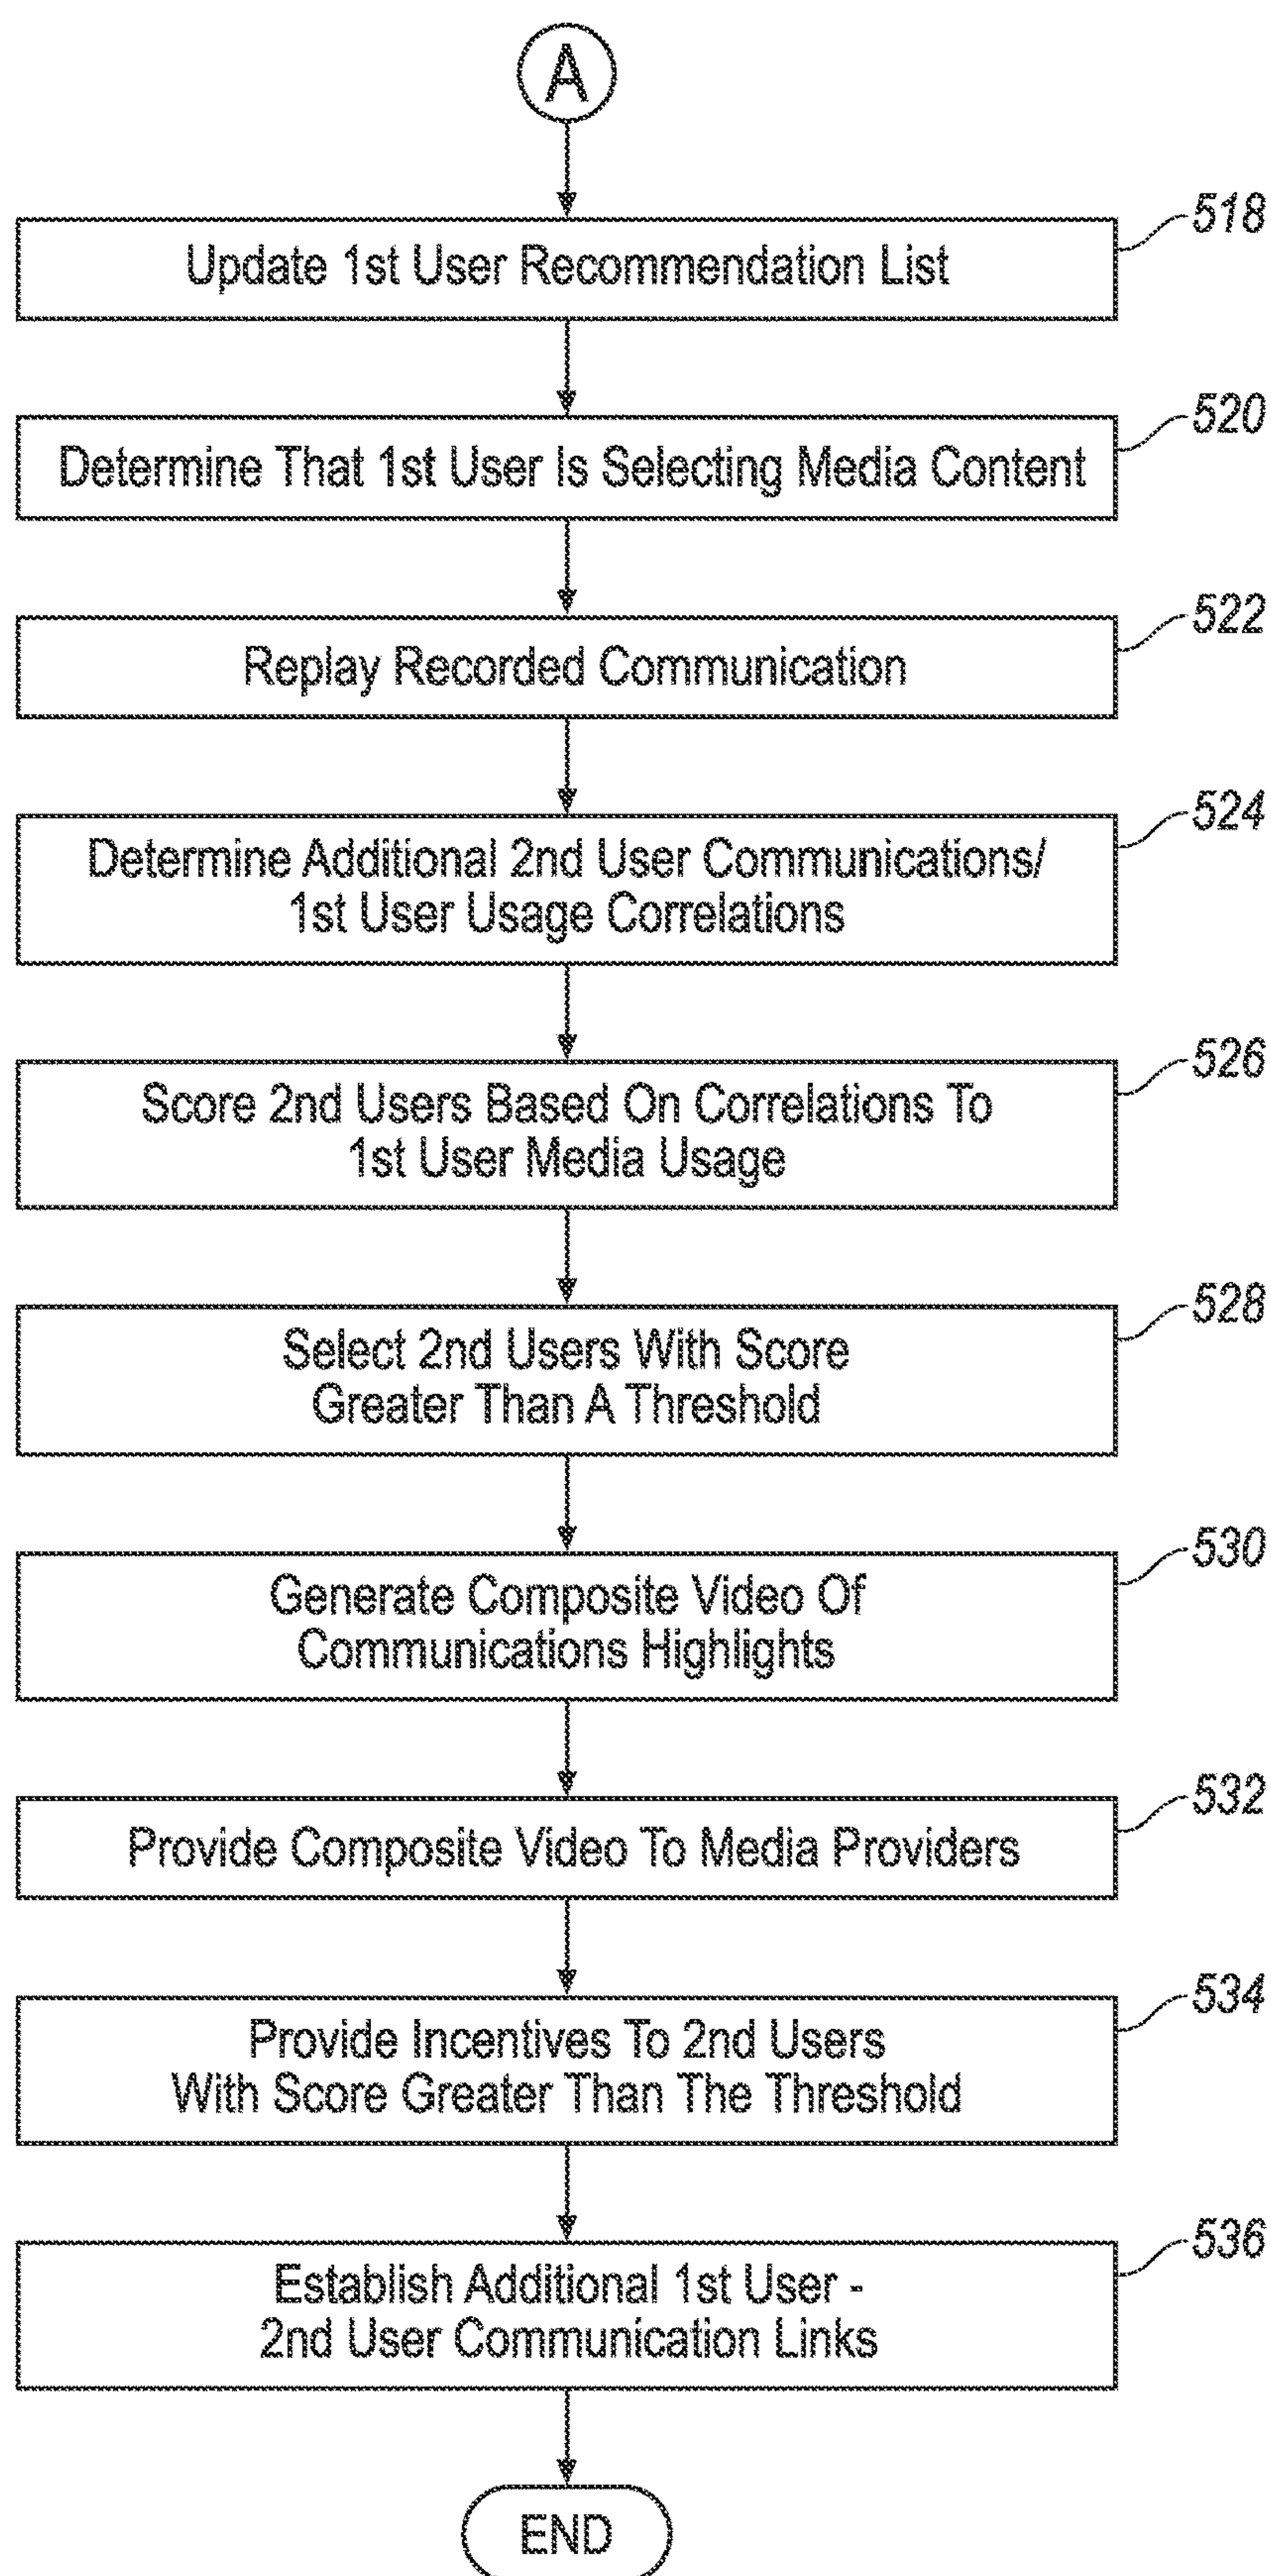 A
518
Update 1st User Recommendation List
520
Determine That 1st User Is Selecting Media Content
522
Replay Recorded Communication
524
Determine Additional 2nd User Communications/
1st User Usage Correlations
526
Score 2nd Users Based On Correlations To
1st User Media Usage
528
Select 2nd Users With Score
Greater Than A Threshold
530
Generate Composite Video Of
Communications Highlights
532
Provide Composite Video To Media Providers
534
Provide Incentives To 2nd Users
With Score Greater Than The Threshold
536
Establish Additional 1st User -
2nd User Communication Links
END